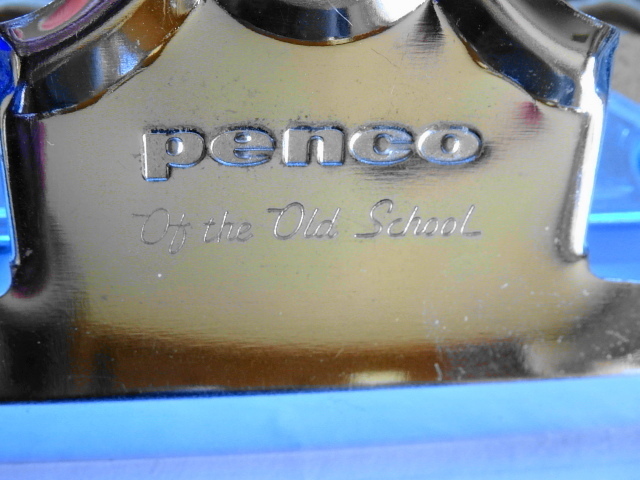 penco
Of the Old School